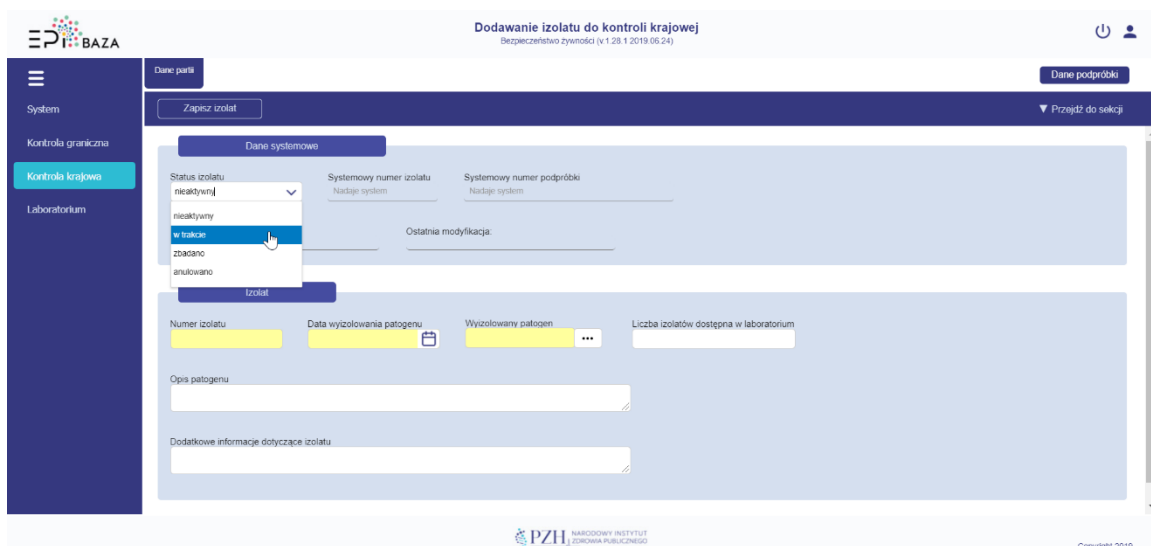 EPI BAZA
Dodawanie izolatu do kontroli krajowej
Bezpieczeństwo żywności (v.1.28.1 2019.06.24)
Dane partii
Dane podpróbki
System
Zapisz izolat
▼ Przejdź do sekcji
Kontrola graniczna
Dane systemowe
Kontrola krajowa
Status izolatu
Systemowy numer izolatu
Systemowy numer podpróbki
nieaktywny
Nadaje system
Nadaje system
Laboratorium
nieaktywny
w trakcie
Ostatnia modyfikacja:
zbadano
anulowano
Izolat
Numer izolatu
Data wyizolowania patogenu
Wyizolowany patogen
Liczba izolatów dostępna w laboratorium
Opis patogenu
Dodatkowe informacje dotyczące izolatu
PZH NARODOWY INSTYTUT
ZDROWIA PUBLICZNEGO
Copyright 2019